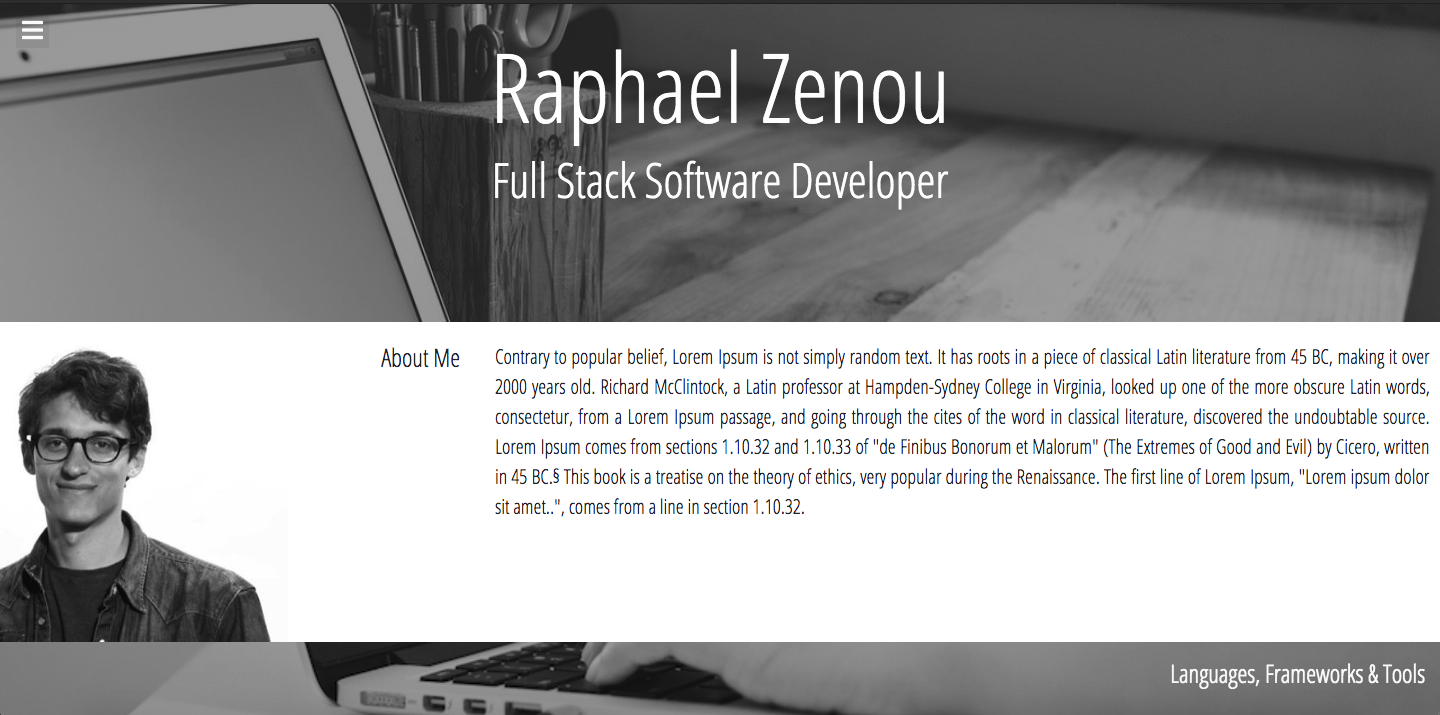 Raphael Zenou
Full Stack Software Developer
About Me
Contrary to popular belief, Lorem Ipsum is not simply random text. It has roots in a piece of classical Latin literature from 45 BC, making it over
2000 years old. Richard McClintock, a Latin professor at Hampden-Sydney College in Virginia, looked up one of the more obscure Latin words,
consectetur, from a Lorem Ipsum passage, and going through the cites of the word in classical literature, discovered the undoubtable source.
Lorem Ipsum comes from sections 1.10.32 and 1.10.33 of "de Finibus Bonorum et Malorum" (The Extremes of Good and Evil) by Cicero, written
in 45 BC.§ This book is a treatise on the theory of ethics, very popular during the Renaissance. The first line of Lorem Ipsum, "Lorem ipsum dolor
sit amet..", comes from a line in section 1.10.32.
Languages, Frameworks & Tools